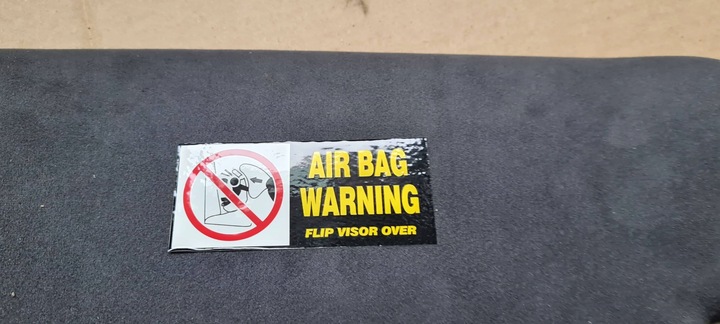 AIR BAG
WARNING
FLIP VISOR OVER